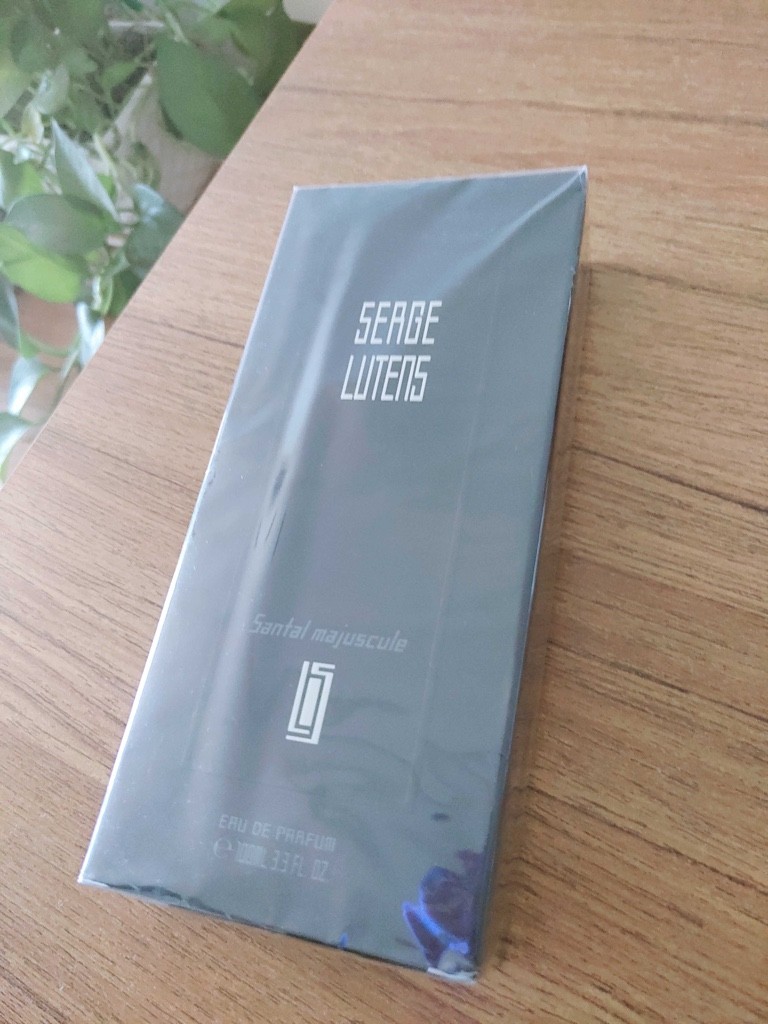 SERGE
LUTENS
Santal majuscule
EAU DE PARFUM
℮ 100ML 3.3 FL. OZ.